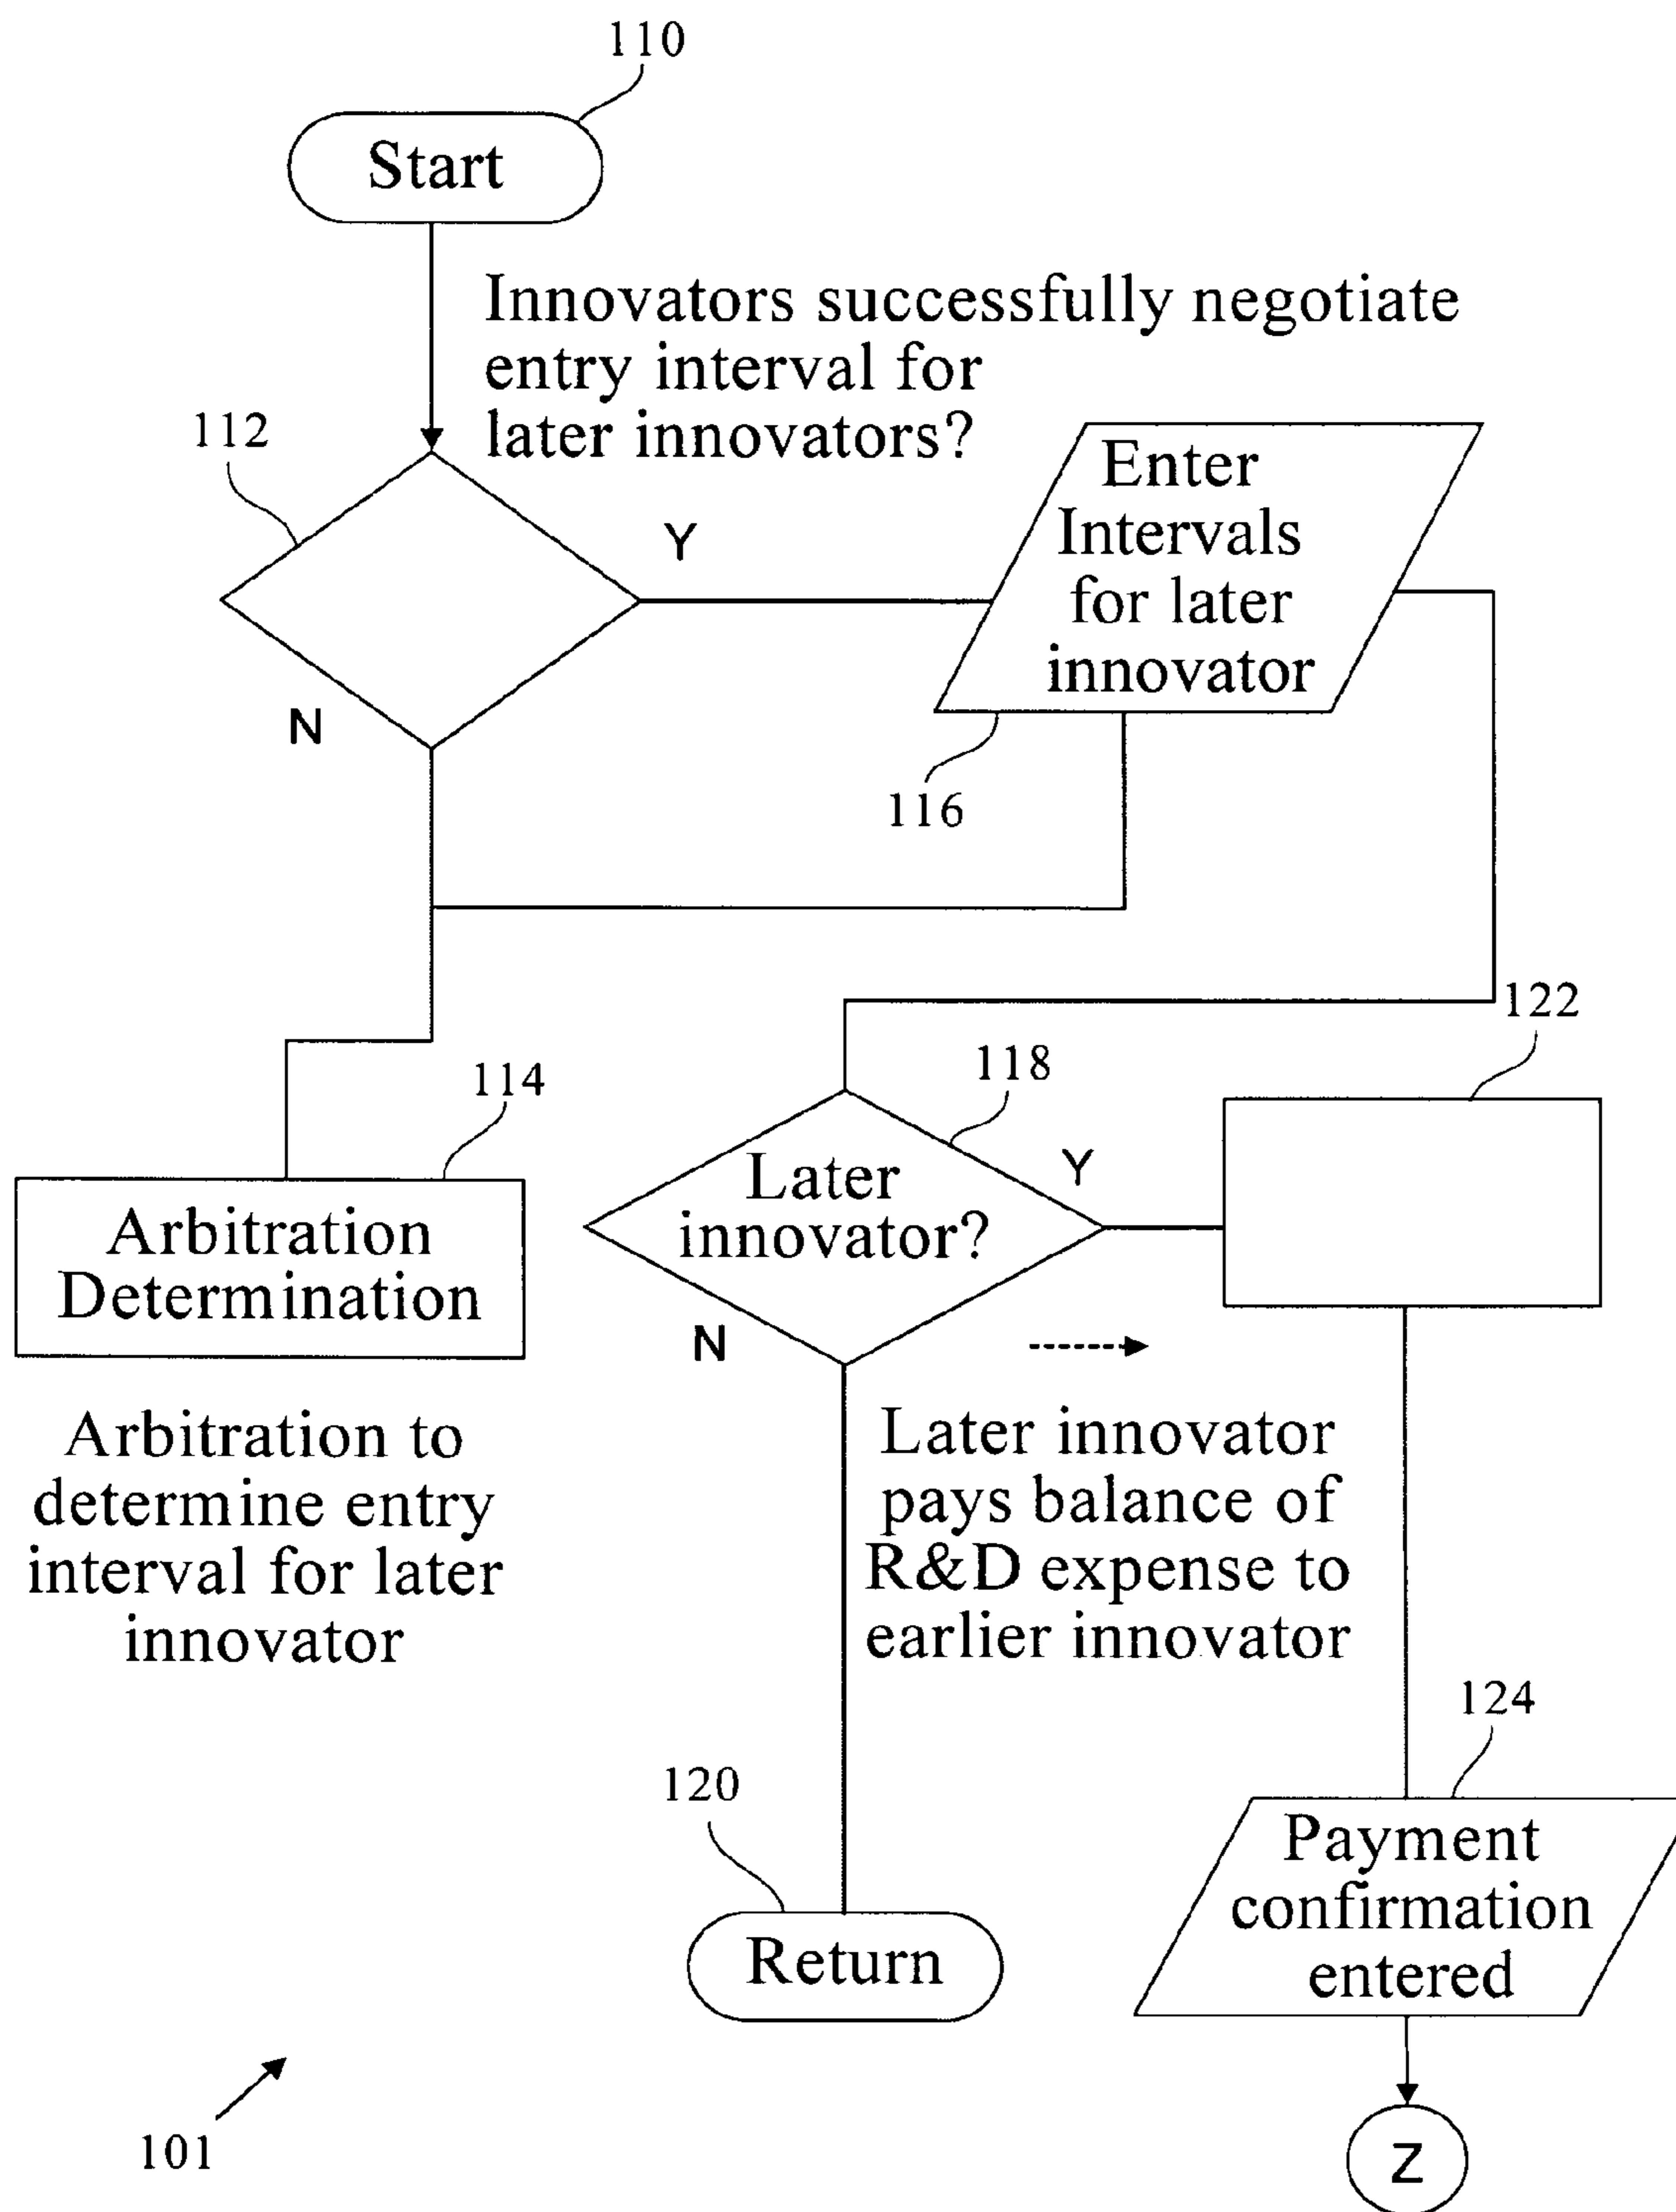 110
Start
Innovators successfully negotiate
entry interval for
later innovators?
112
Y
Enter
Intervals
for later
innovator
N
116
122
118
114
Later
innovator?
Y
Arbitration
Determination
N
Arbitration to
determine entry
interval for later
innovator
Later innovator
pays balance of
R&D expense to
earlier innovator
124
120
Payment
confirmation
entered
Return
101
Z